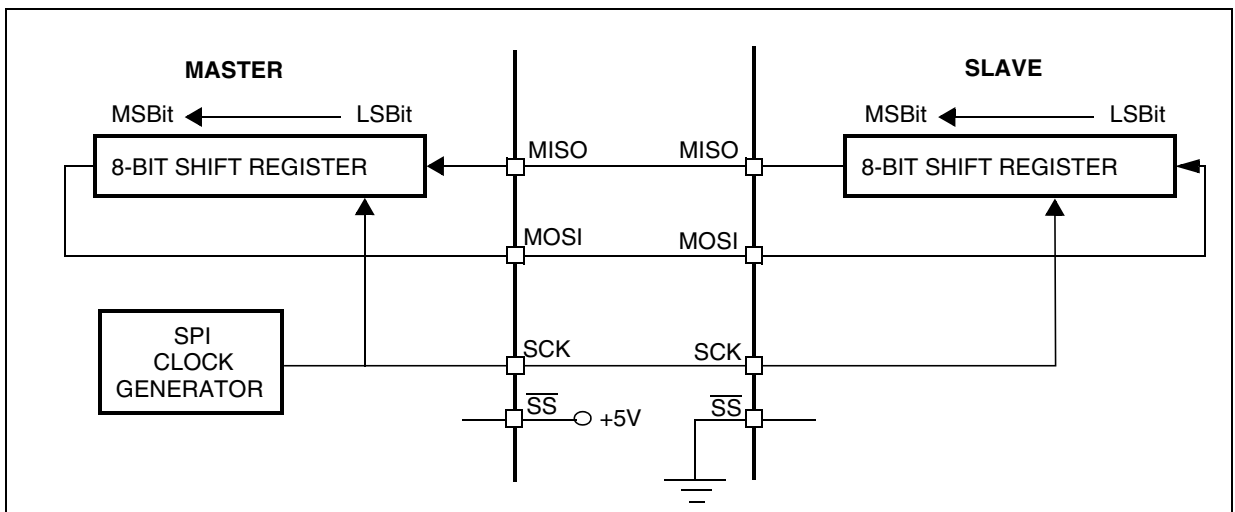 MASTER
SLAVE
MSBit LSBit
MSBit LSBit
8-BIT SHIFT REGISTER
MISO
MISO
8-BIT SHIFT REGISTER
MOSI
MOSI
SPI
CLOCK
GENERATOR
SCK
SCK
SS
+5V
SS